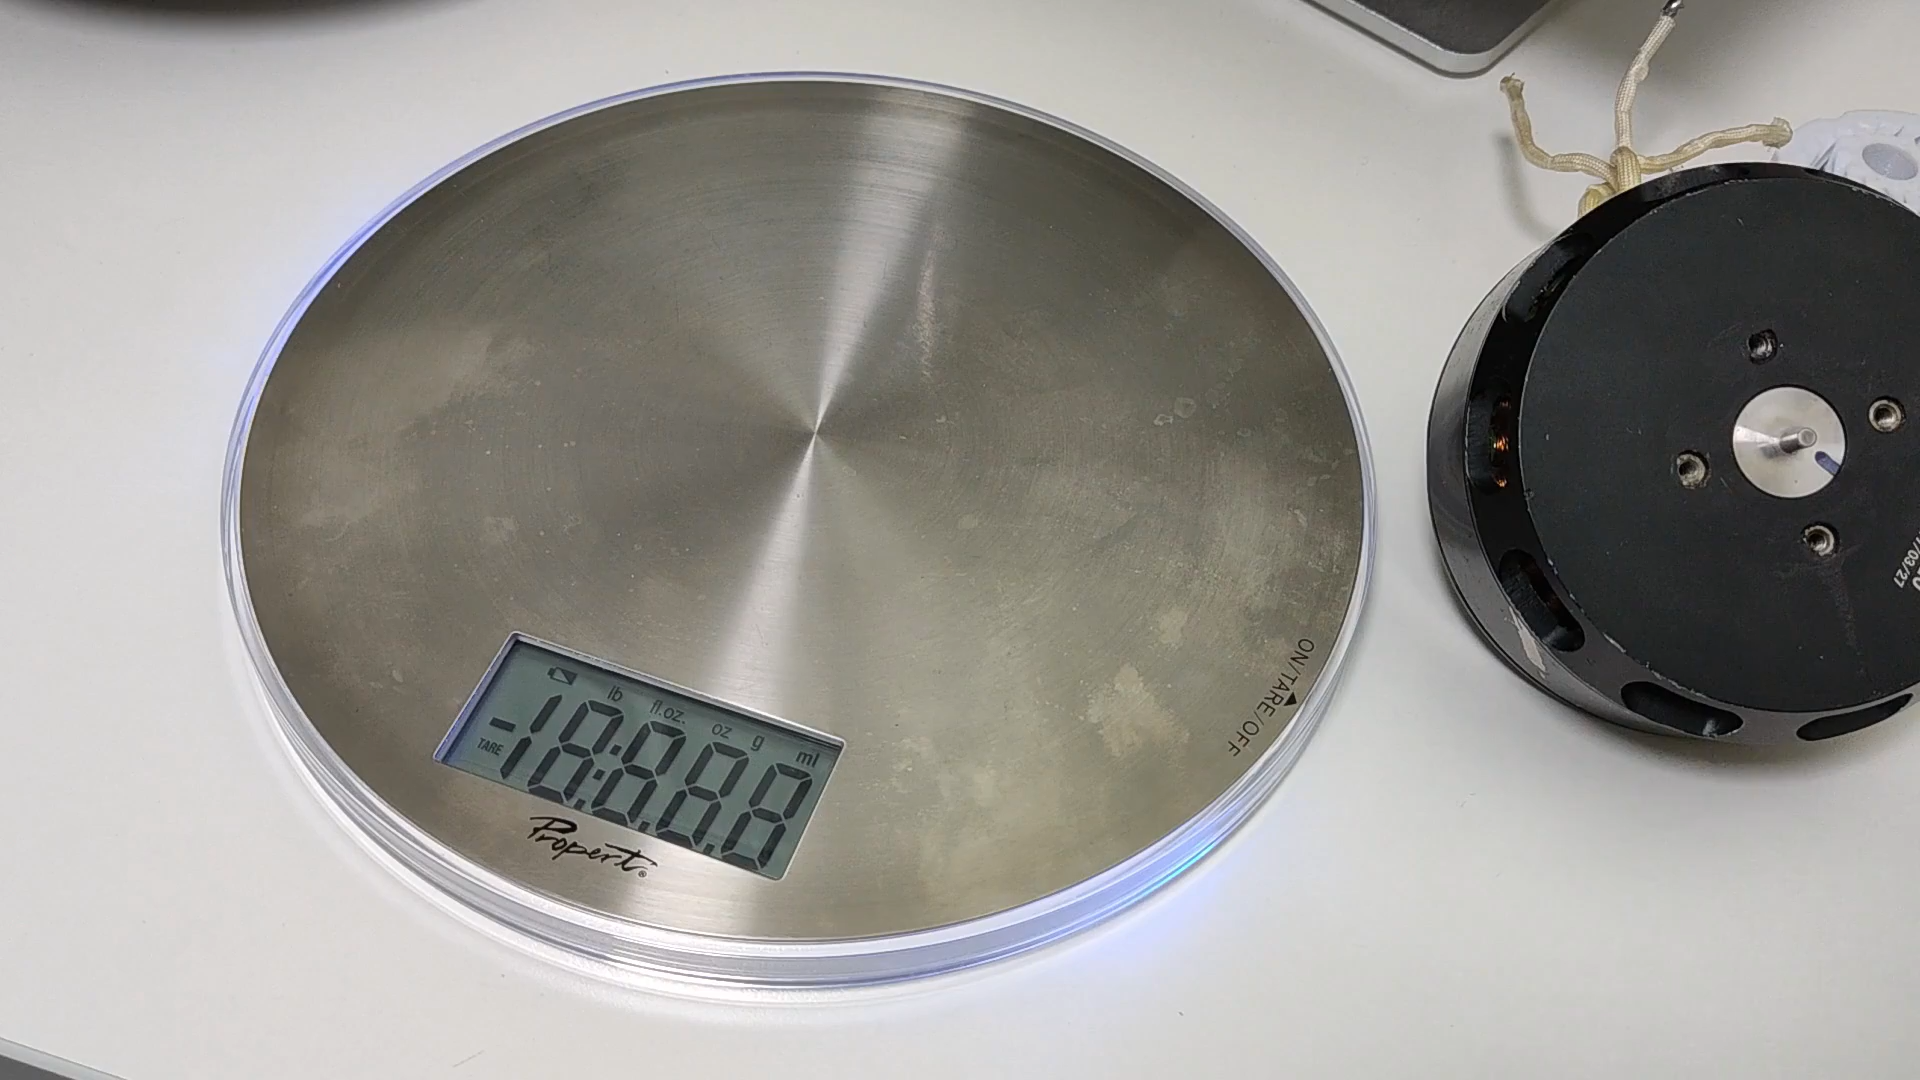 lb fl.oz. oz g ml
-18:8.8.8
TARE
Propert®
ON/TARE/OFF
/03/27